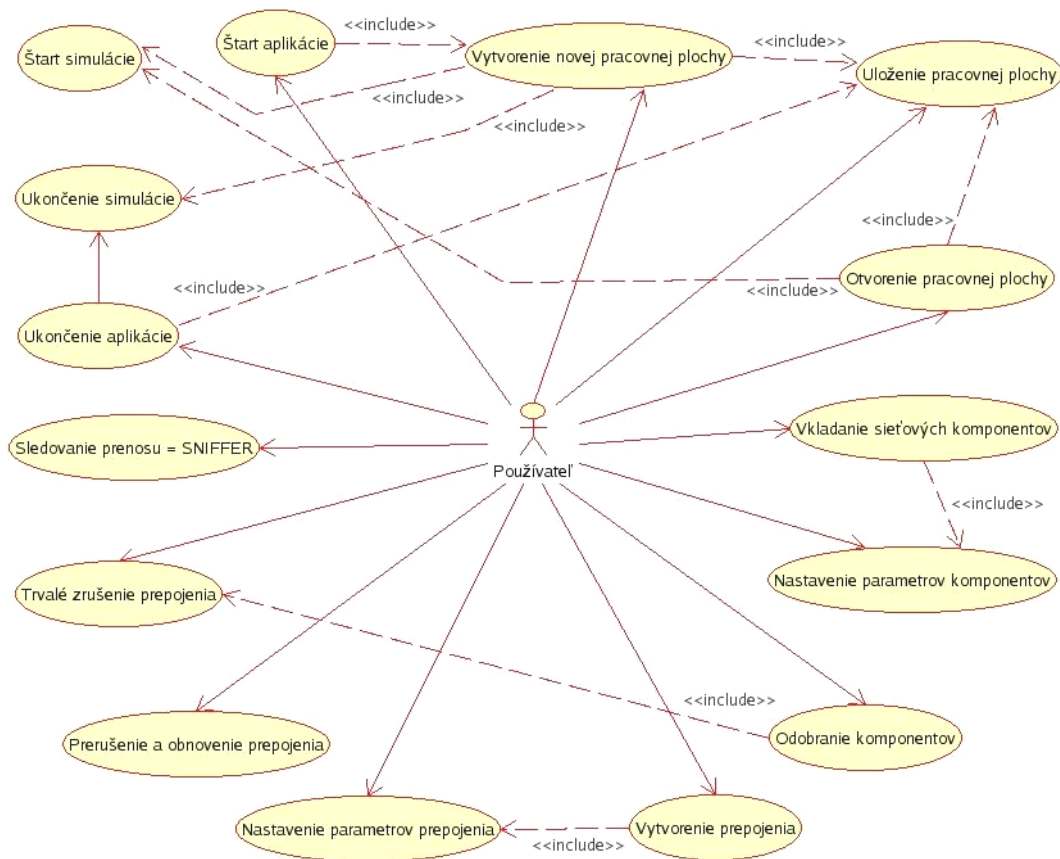 Štart simulácie
Štart aplikácie
<<include>>
Vytvorenie novej pracovnej plochy
<<include>>
Uloženie pracovnej plochy
<<include>>
<<include>>
Ukončenie simulácie
<<include>>
<<include>>
Otvorenie pracovnej plochy
<<include>>
Ukončenie aplikácie
Sledovanie prenosu = SNIFFER
Používateľ
Vkladanie sieťových komponentov
<<include>>
Nastavenie parametrov komponentov
Trvalé zrušenie prepojenia
<<include>>
Odobranie komponentov
Prerušenie a obnovenie prepojenia
Nastavenie parametrov prepojenia
<<include>>
Vytvorenie prepojenia